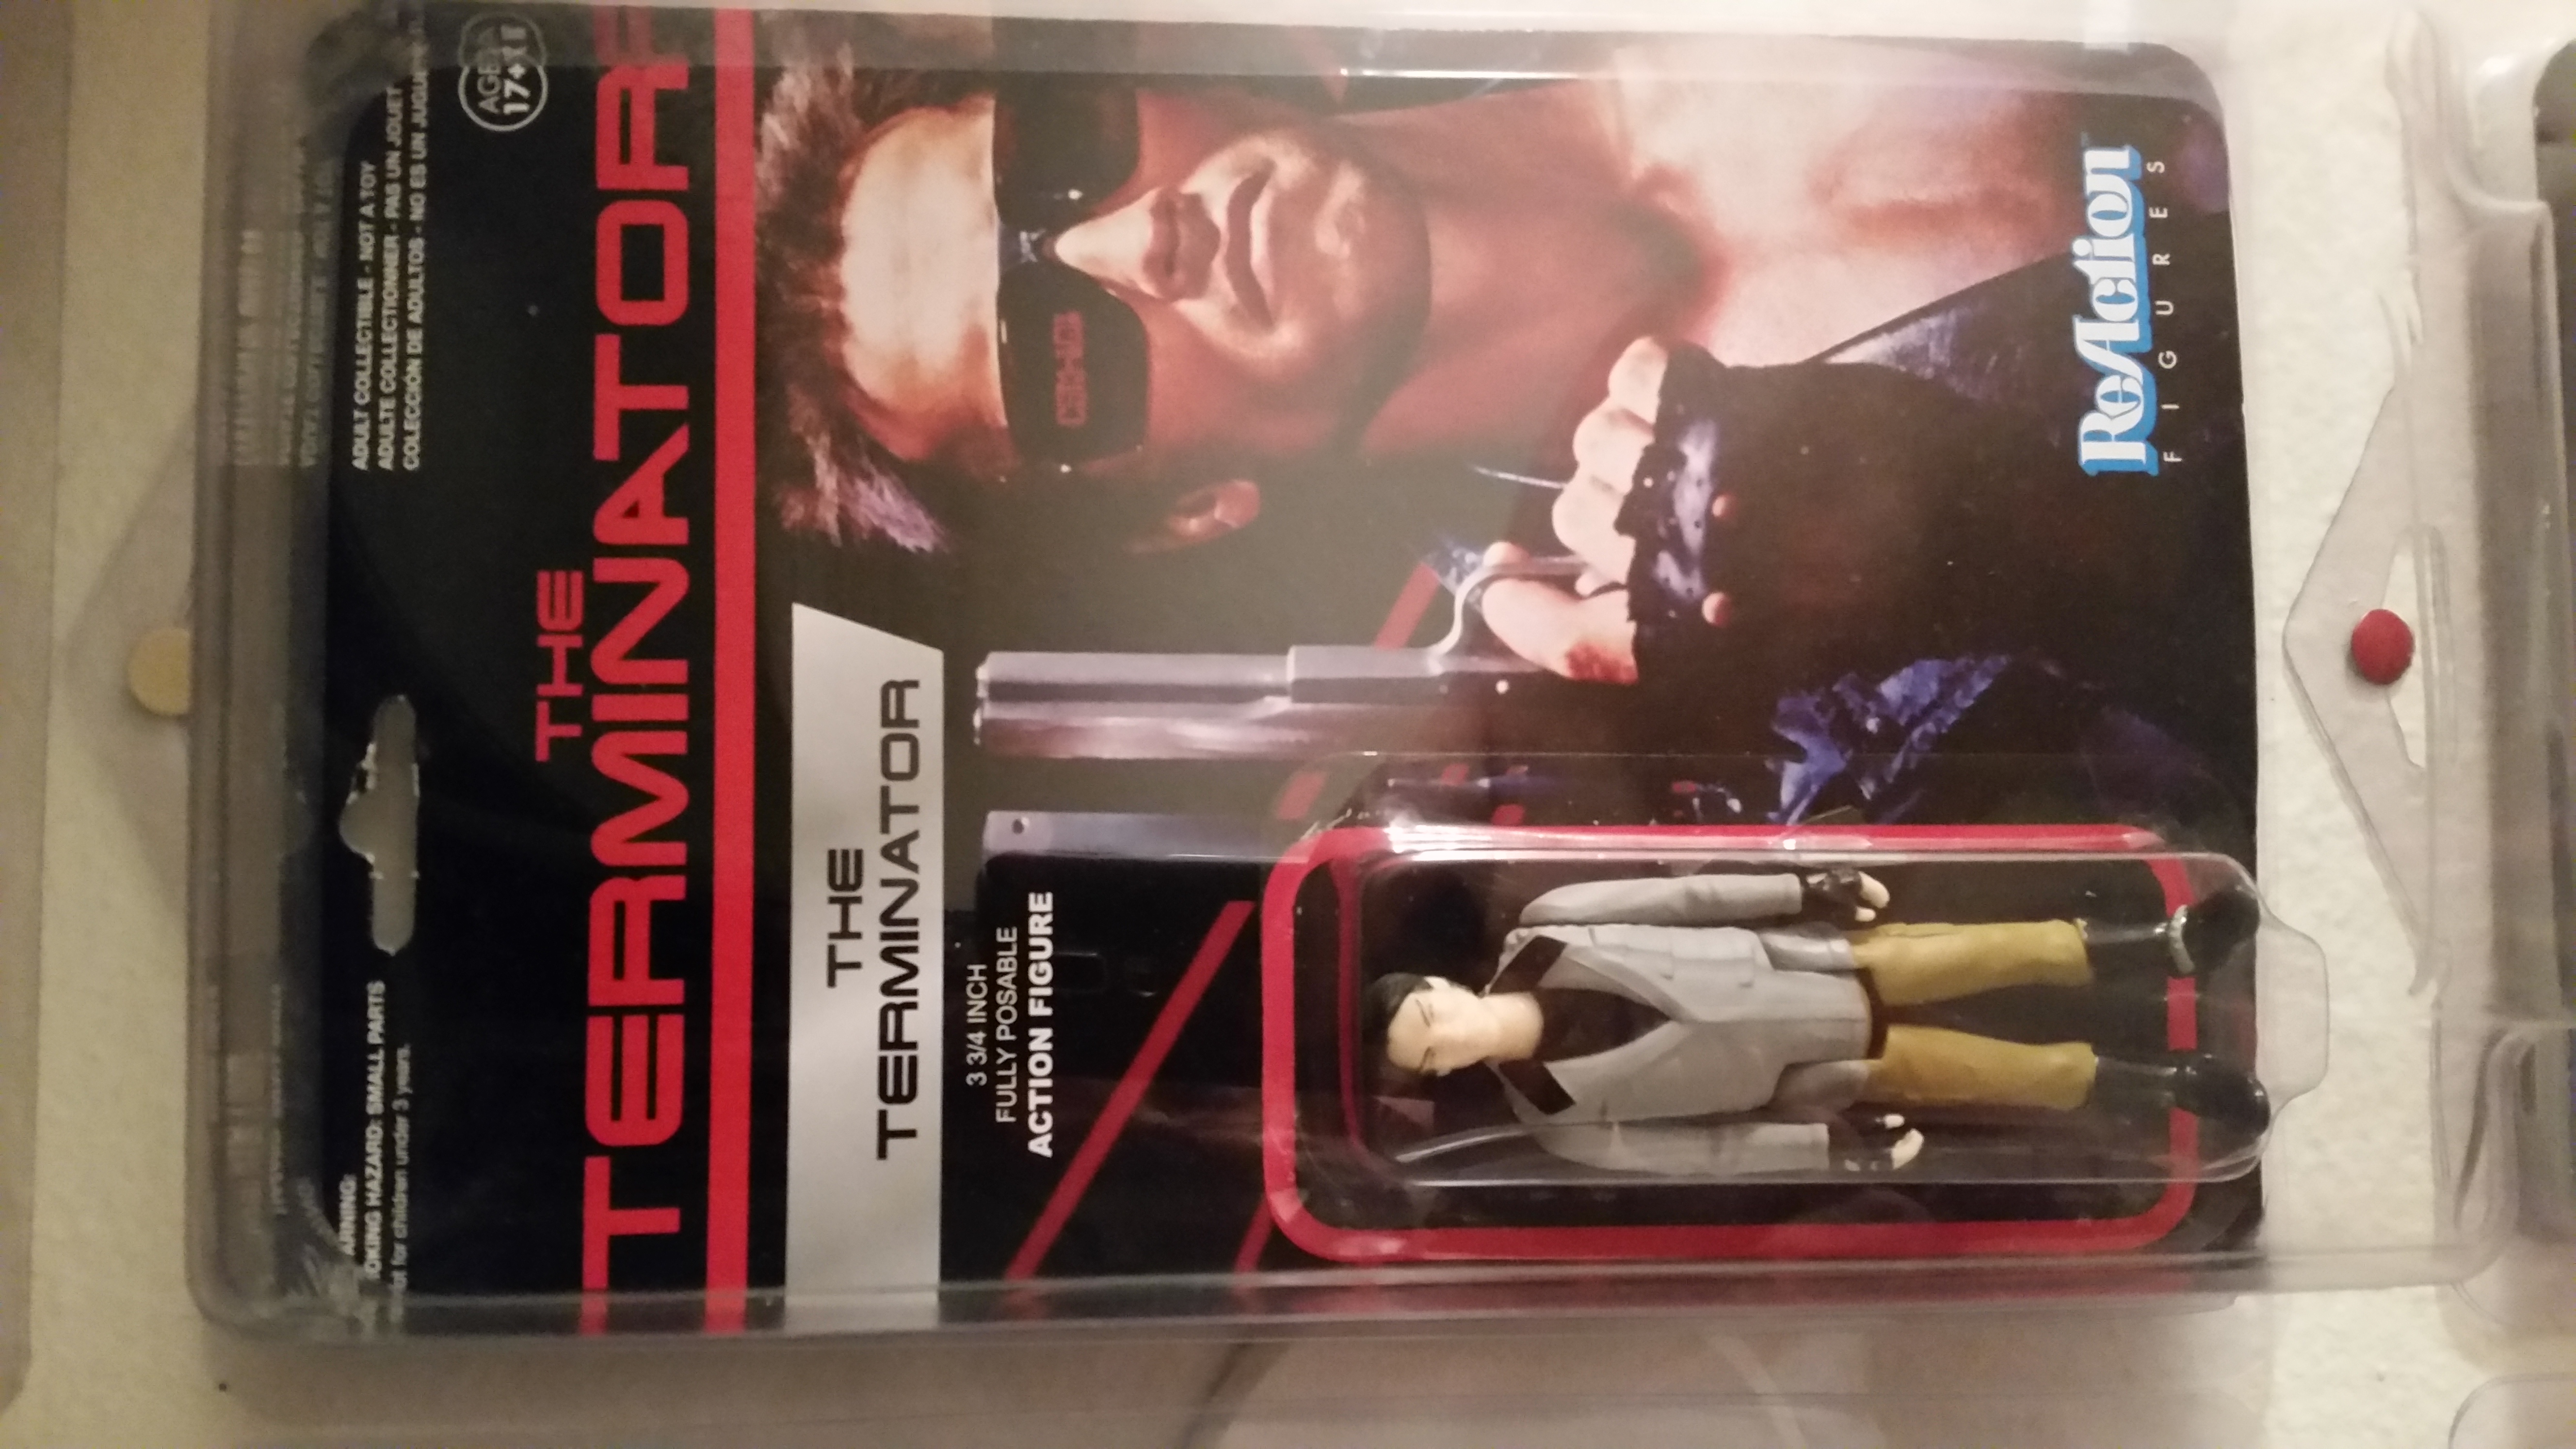 WARNING:
CHOKING HAZARD: SMALL PARTS
Not for children under 3 years.
ADULT COLLECTIBLE - NOT A TOY
ADULTE COLLECTIONNER - PAS UN JOUET
COLECCIÓN DE ADULTOS - NO ES UN JUGUETE
AGES
17+
THE
TERMINATOR
THE
TERMINATOR
3 3/4 INCH
FULLY POSABLE
ACTION FIGURE
ReAction™
FIGURES